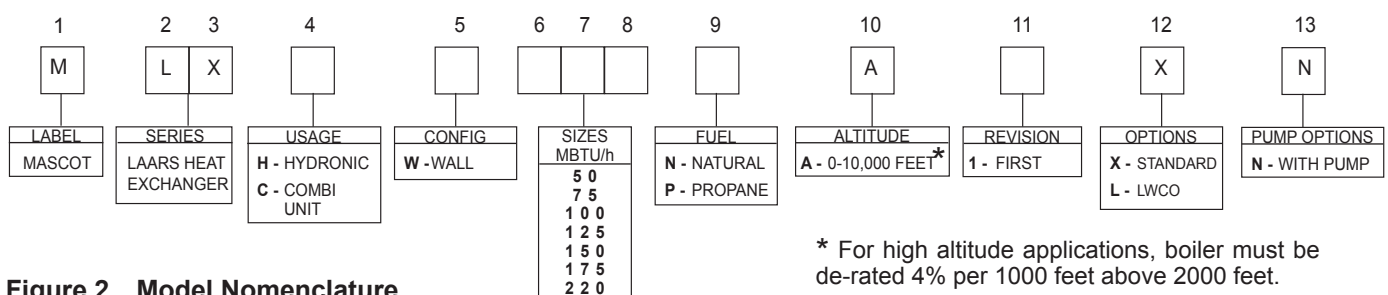 1 2 3 4 5 6 7 8 9 10 11 12 13
M L X A X N
LABEL
MASCOT
SERIES
LAARS HEAT
EXCHANGER
USAGE
H - HYDRONIC
C - COMBI
UNIT
CONFIG
W -WALL
SIZES
MBTU/h
5 0
7 5
1 0 0
1 2 5
1 5 0
1 7 5
2 2 0
FUEL
N - NATURAL
P - PROPANE
ALTITUDE
A - 0-10,000 FEET*
REVISION
1 - FIRST
OPTIONS
X - STANDARD
L - LWCO
PUMP OPTIONS
N - WITH PUMP
* For high altitude applications, boiler must be
de-rated 4% per 1000 feet above 2000 feet.
Figure 2 Model Nomenclature